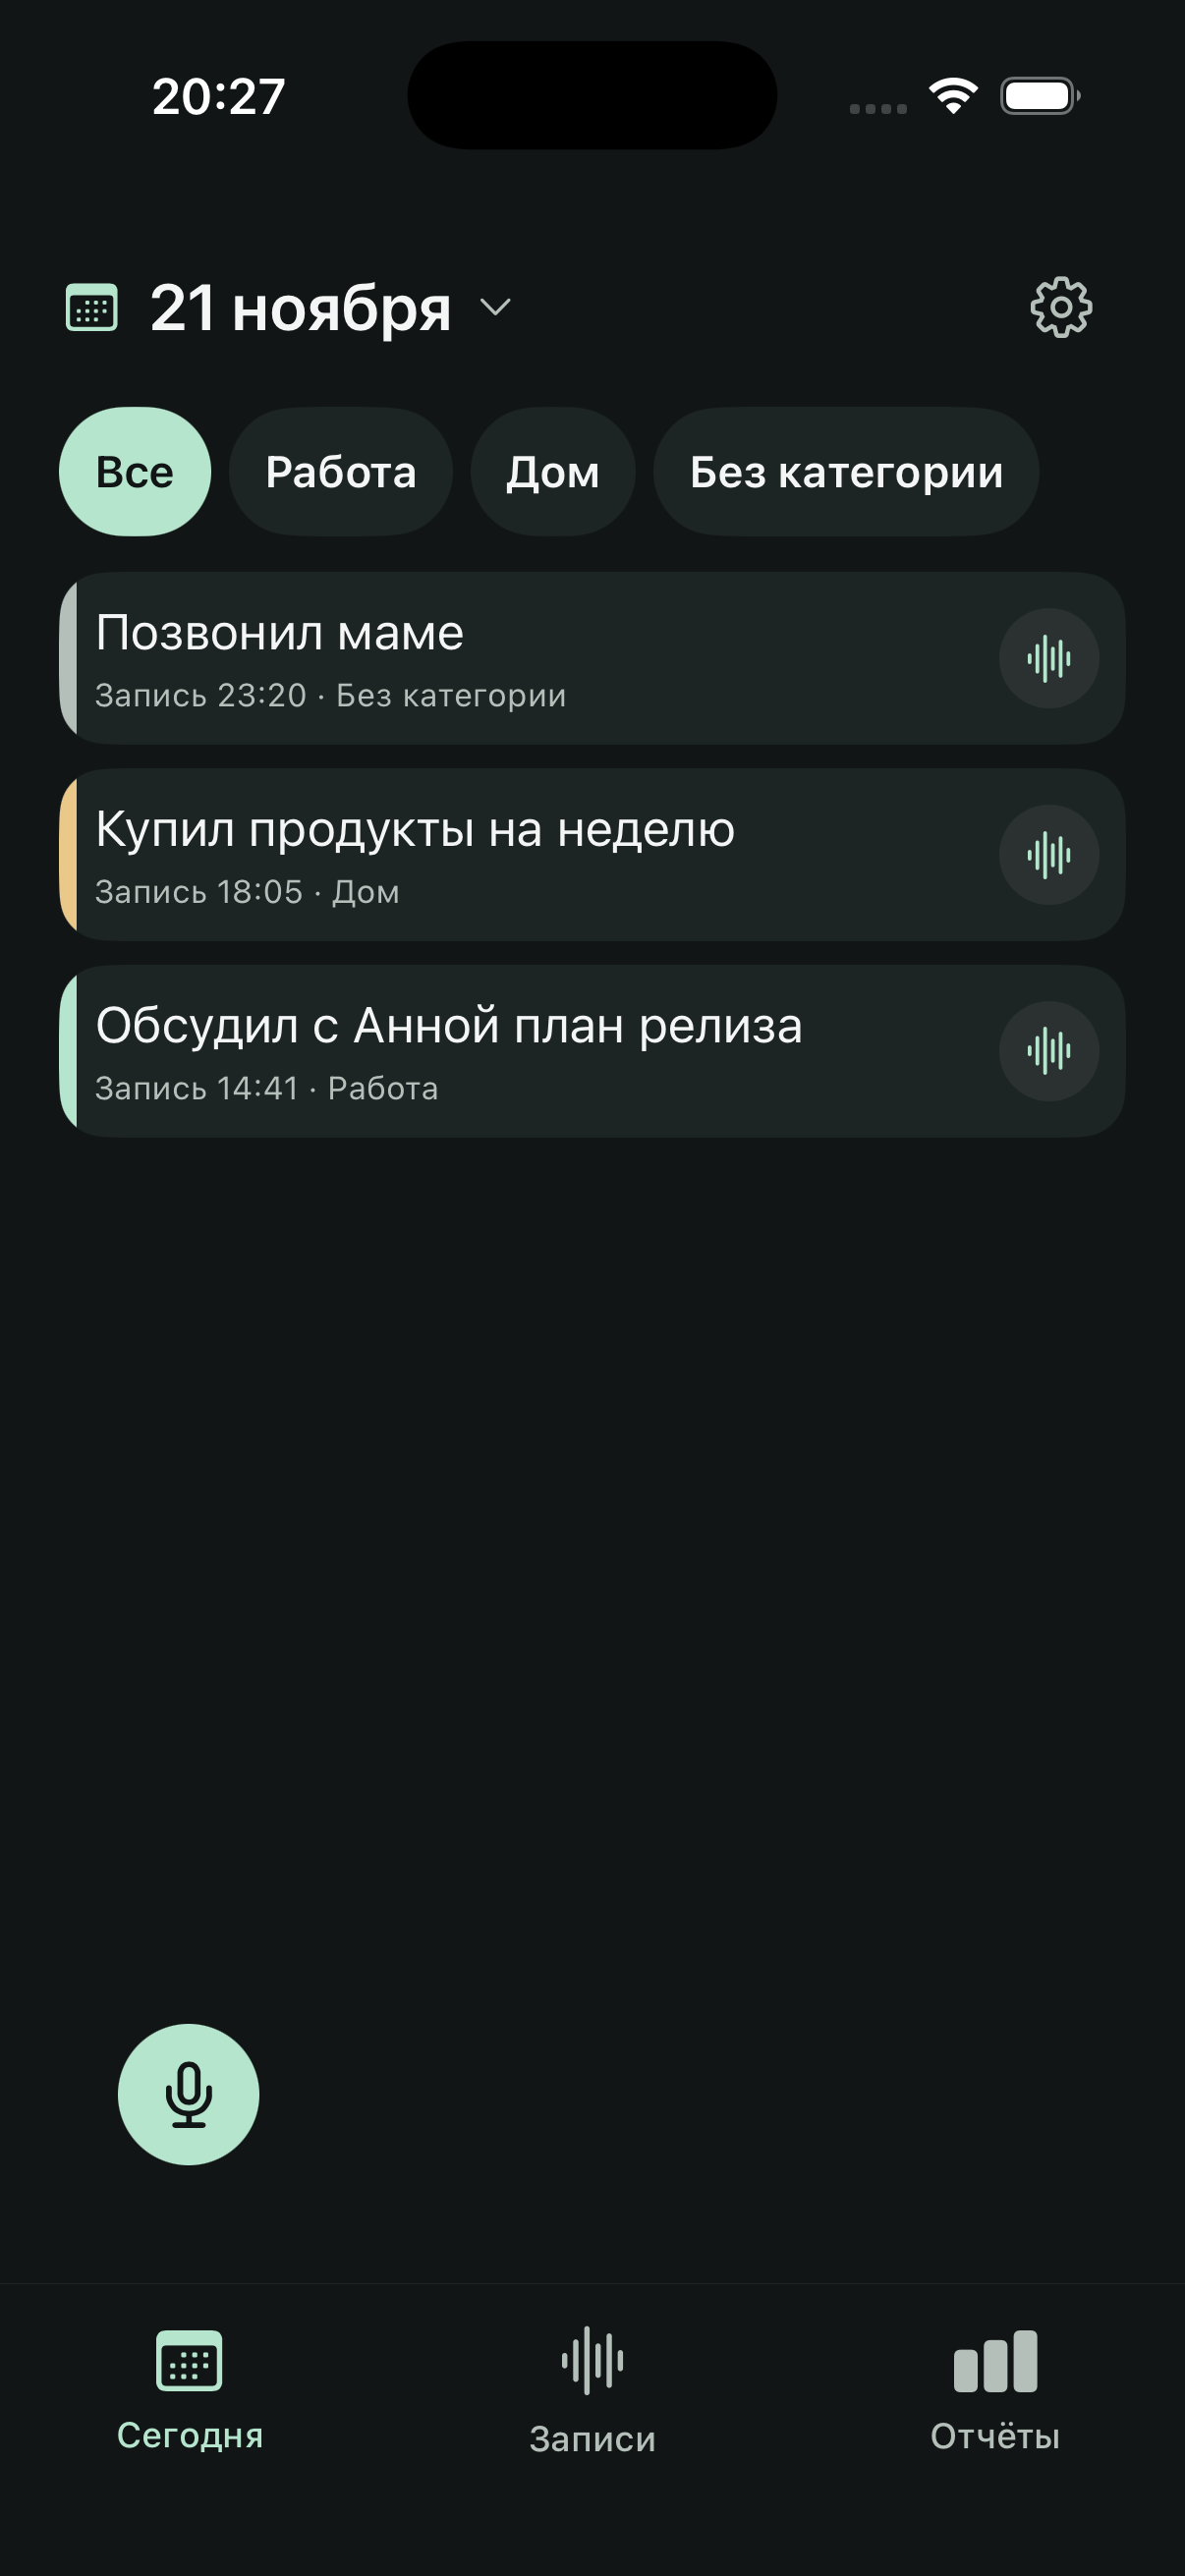 20:27
21 ноября
Все
Работа
Дом
Без категории
Позвонил маме
Запись 23:20 · Без категории
Купил продукты на неделю
Запись 18:05 · Дом
Обсудил с Анной план релиза
Запись 14:41 · Работа
Сегодня
Записи
Отчёты